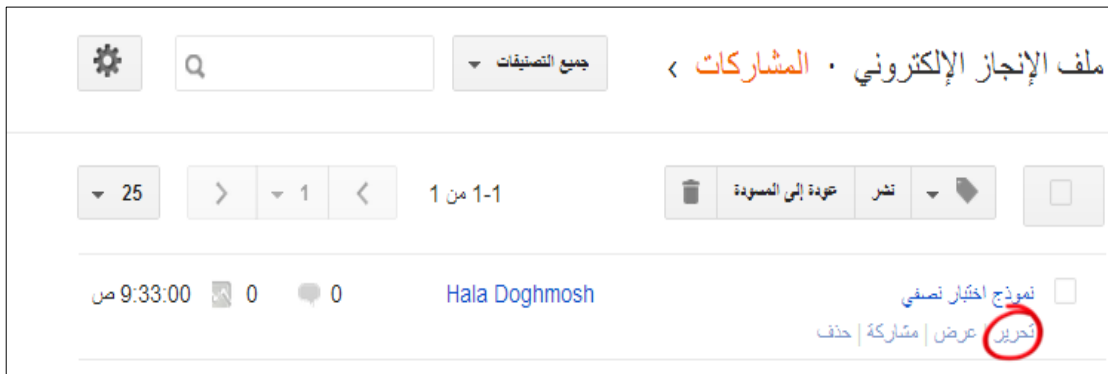 ملف الإنجاز الإلكتروني · المشاركات ‹ جميع التصنيفات
نشر عودة إلى المسودة 1-1 من 1 1 25
نموذج اختبار نصفي Hala Doghmosh 0 0 9:33:00 ص
تحرير | عرض | مشاركة | حذف